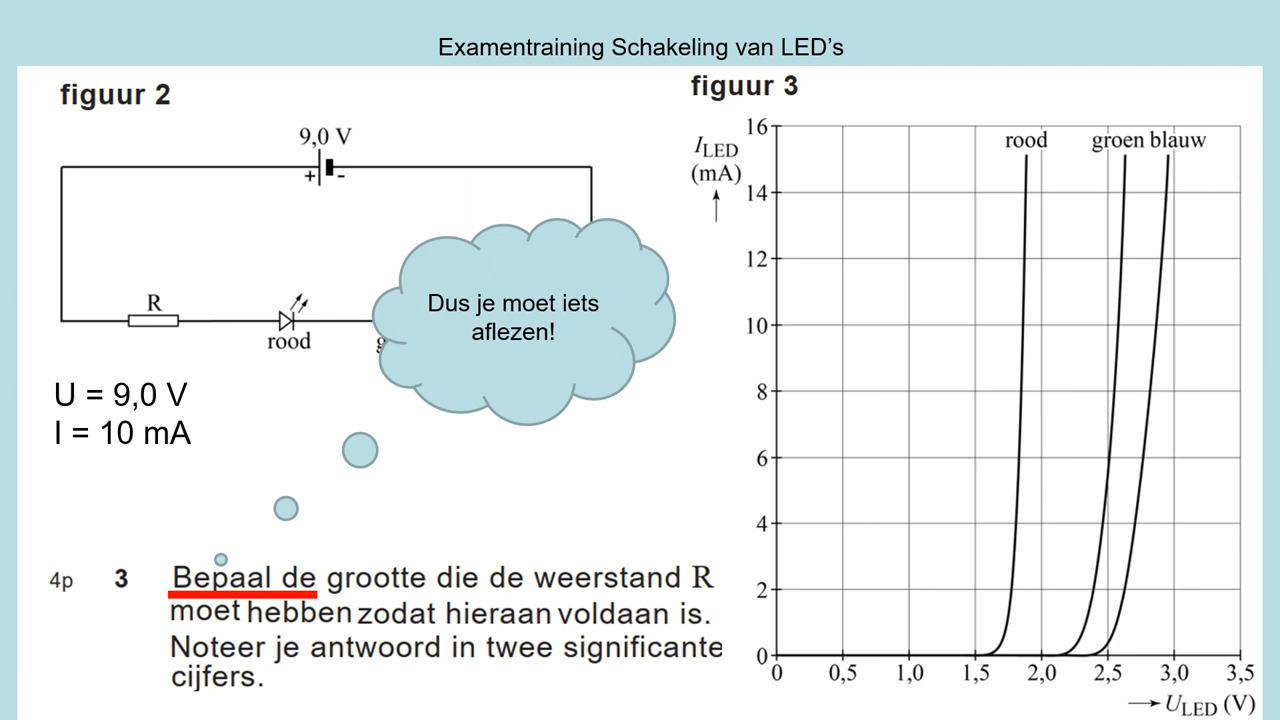 Examentraining Schakeling van LED’s
figuur 2
9,0 V
+
-
R
rood
g
Dus je moet iets
aflezen!
U = 9,0 V
I = 10 mA
4p 3 Bepaal de grootte die de weerstand R
moet hebben zodat hieraan voldaan is.
Noteer je antwoord in twee significante
cijfers.
figuur 3
I LED
(mA)
16
14
12
10
8
6
4
2
0
rood groen blauw
0 0,5 1,0 1,5 2,0 2,5 3,0 3,5
U LED (V)